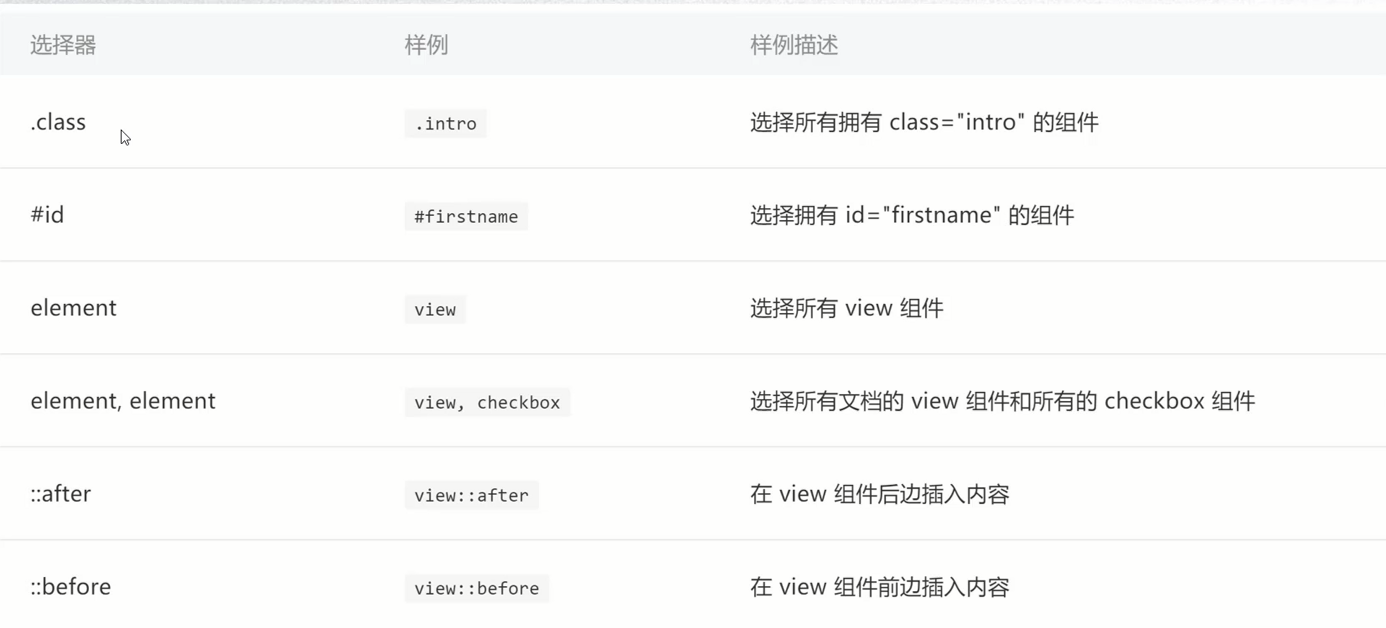 选择器 样例 样例描述
.class .intro 选择所有拥有 class="intro" 的组件
#id #firstname 选择拥有 id="firstname" 的组件
element view 选择所有 view 组件
element, element view, checkbox 选择所有文档的 view 组件和所有的 checkbox 组件
::after view::after 在 view 组件后边插入内容
::before view::before 在 view 组件前边插入内容